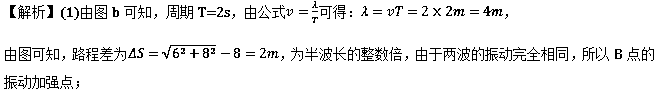 【解析】(1)由图 b 可知，周期 T=2s，由公式v = λ/T可得：λ = vT = 2 × 2m = 4m，
由图可知，路程差为ΔS = √(6² + 8²) − 8 = 2m，为半波长的整数倍，由于两波的振动完全相同，所以 B 点的
振动加强点；